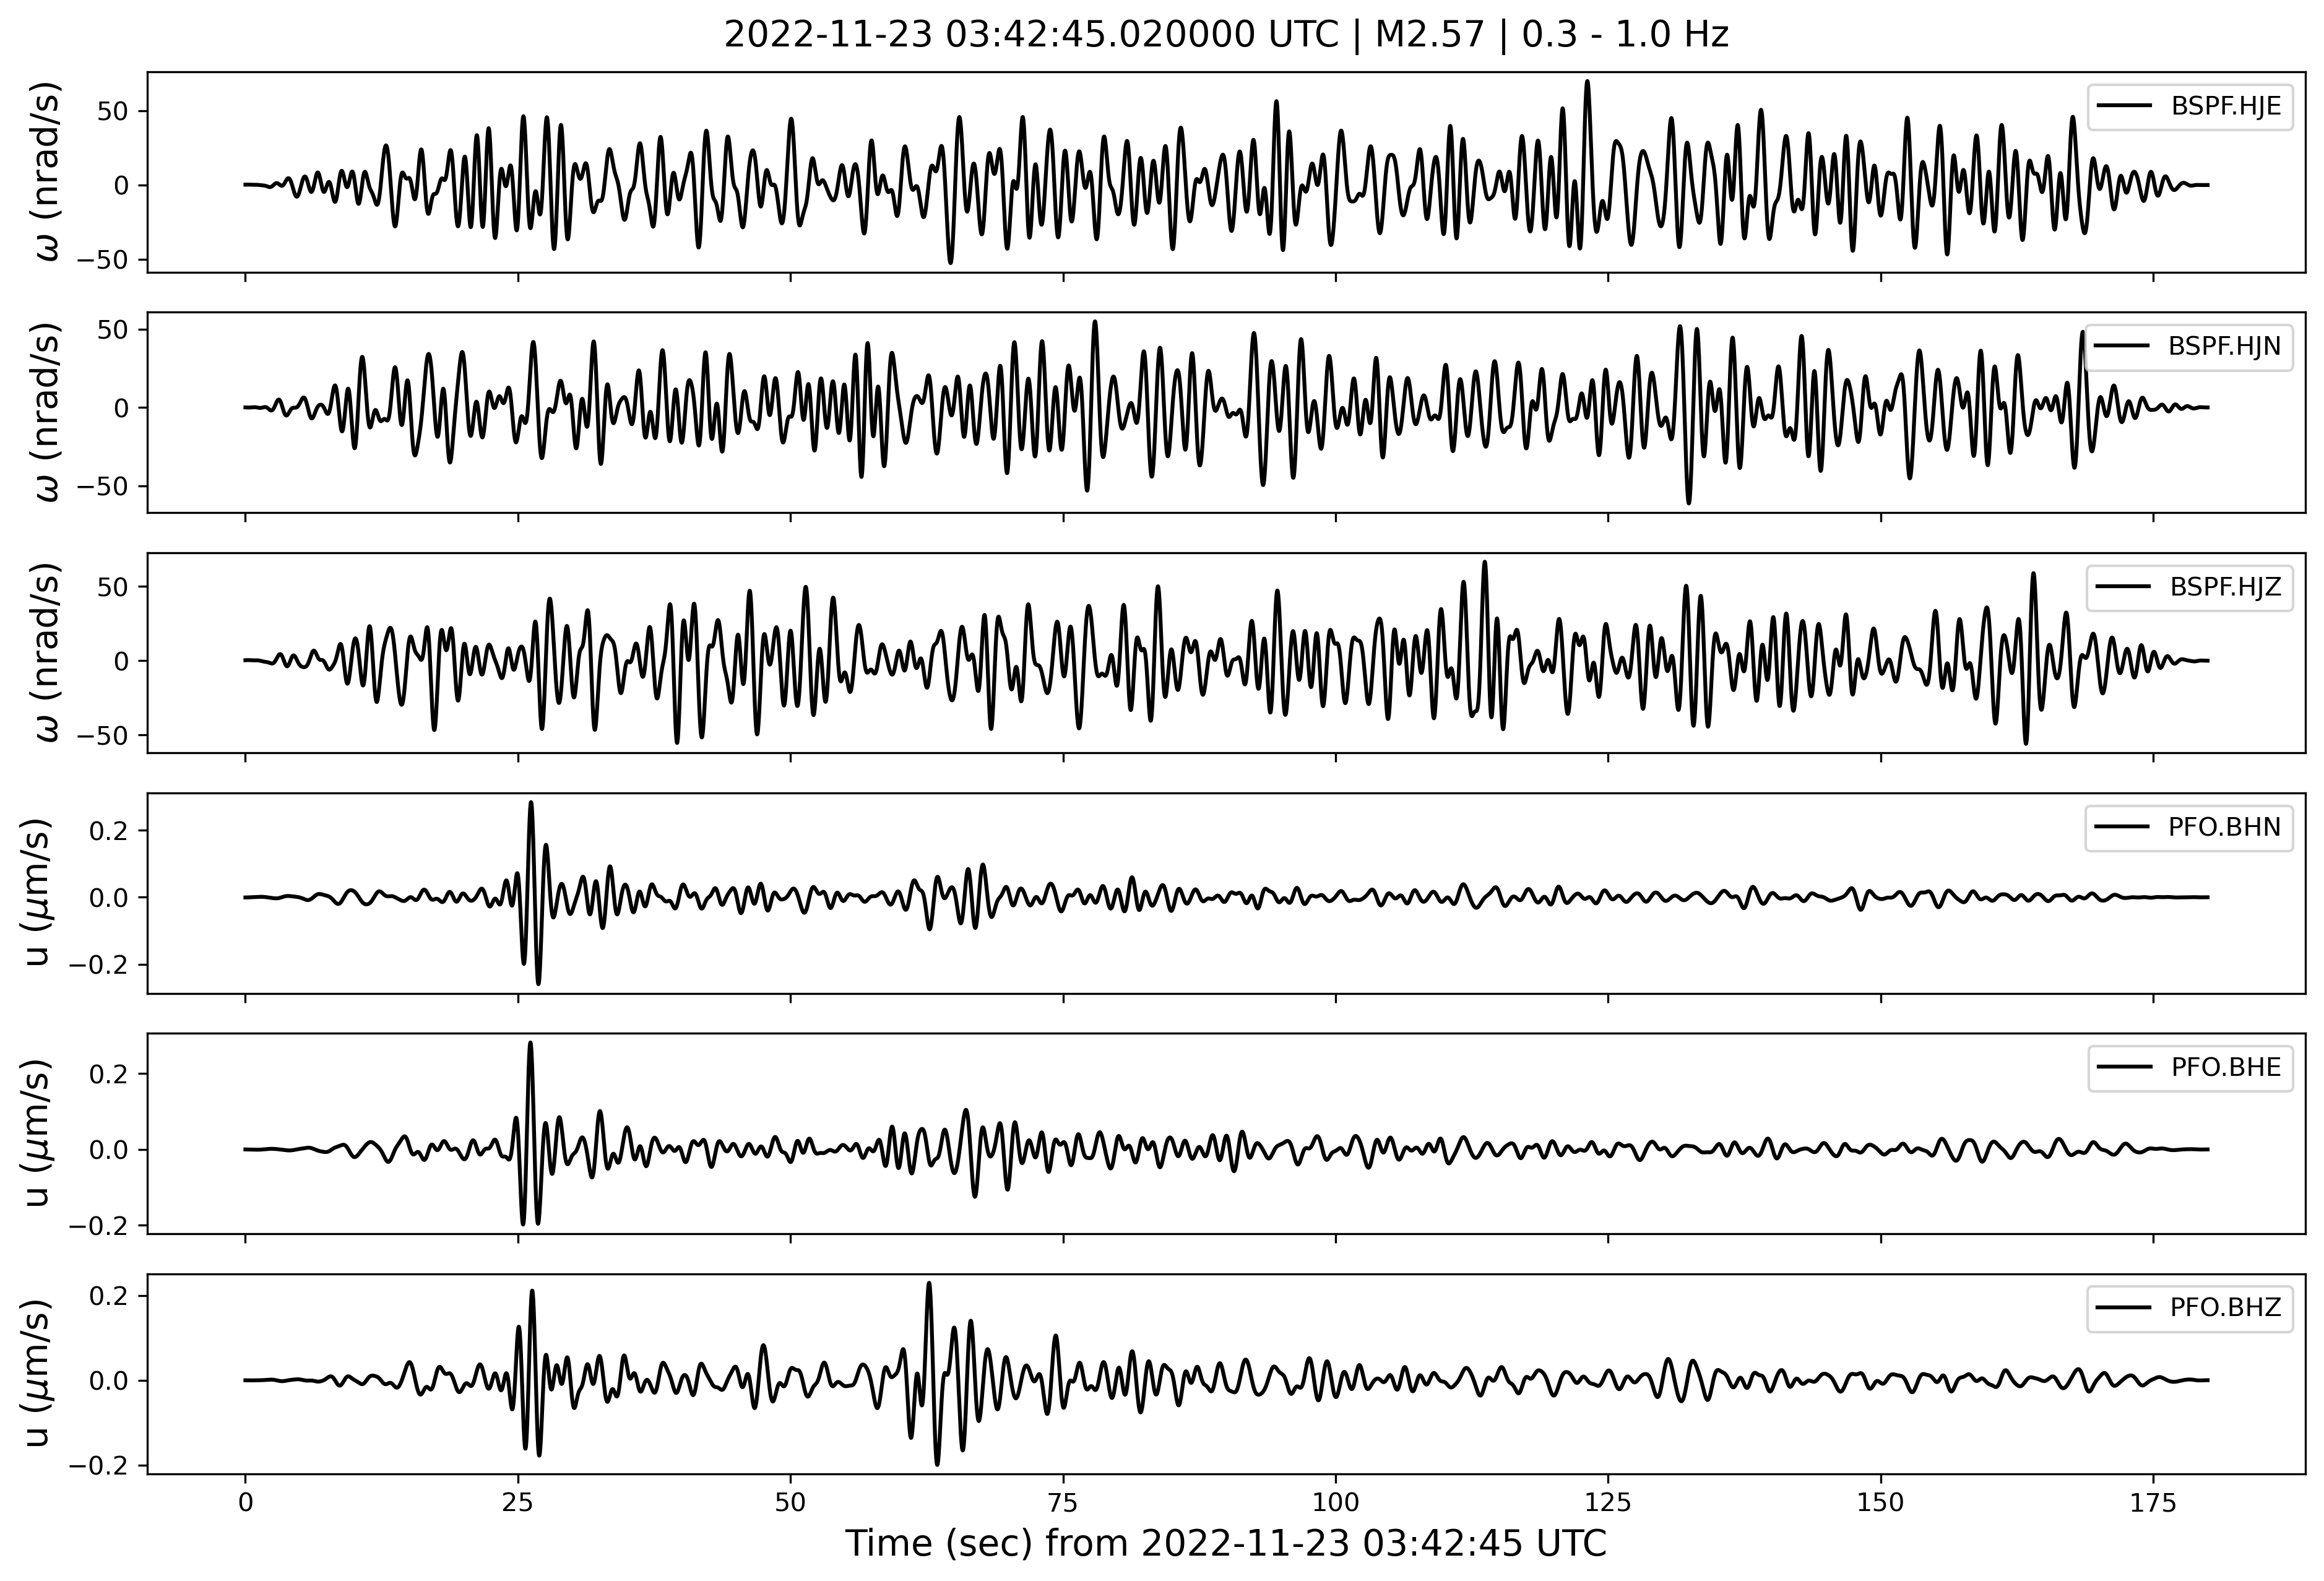 2022-11-23 03:42:45.020000 UTC | M2.57 | 0.3 - 1.0 Hz
ω (nrad/s)
50
0
−50
BSPF.HJE
ω (nrad/s)
50
0
−50
BSPF.HJN
ω (nrad/s)
50
0
−50
BSPF.HJZ
u (μm/s)
0.2
0.0
−0.2
PFO.BHN
u (μm/s)
0.2
0.0
−0.2
PFO.BHE
u (μm/s)
0.2
0.0
−0.2
PFO.BHZ
0 25 50 75 100 125 150 175
Time (sec) from 2022-11-23 03:42:45 UTC